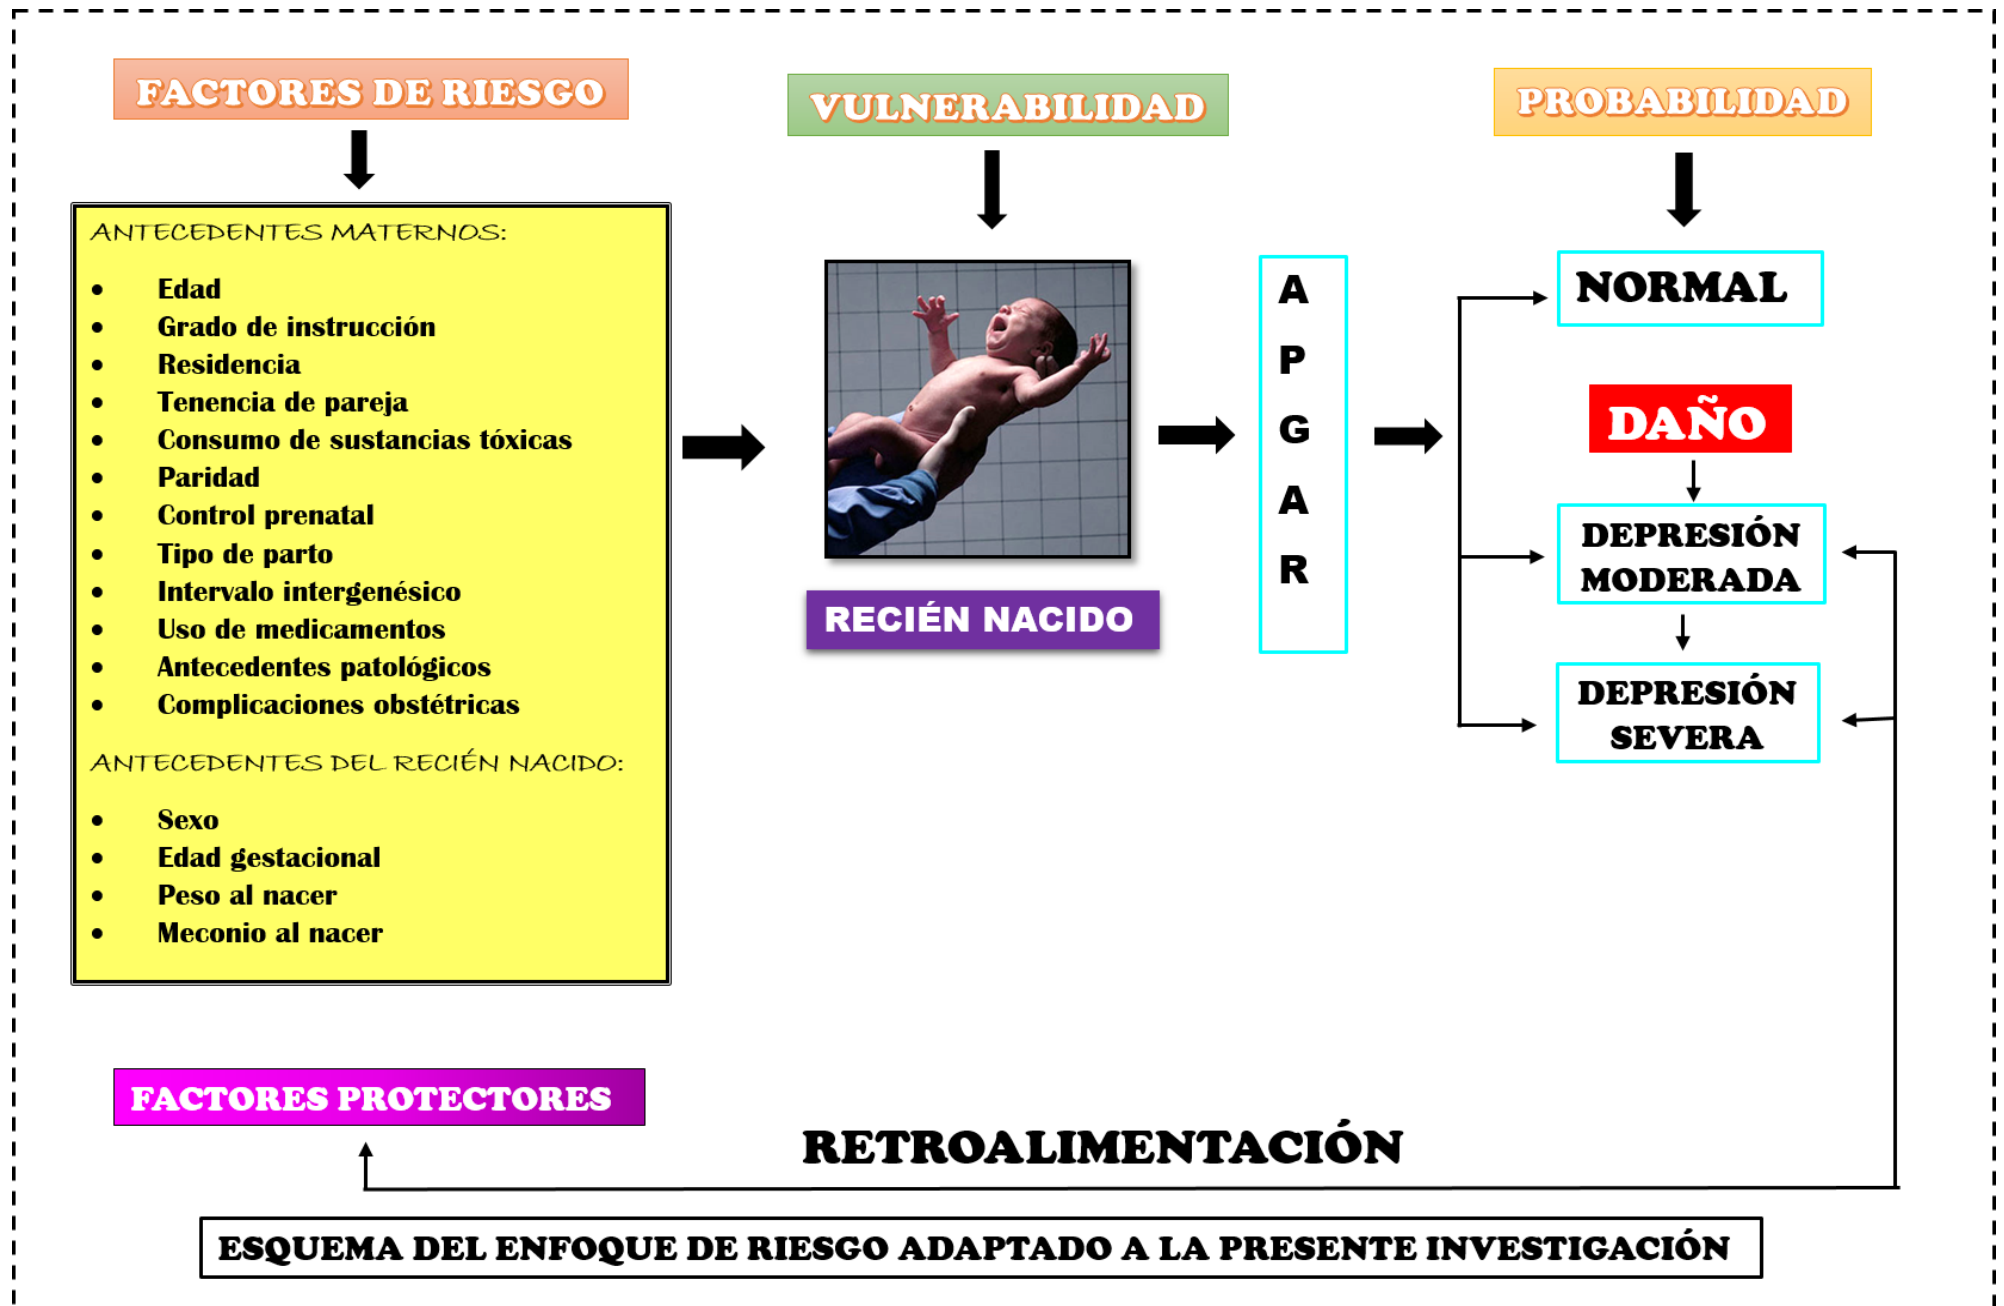 FACTORES DE RIESGO
ANTECEDENTES MATERNOS:
• Edad
• Grado de instrucción
• Residencia
• Tenencia de pareja
• Consumo de sustancias tóxicas
• Paridad
• Control prenatal
• Tipo de parto
• Intervalo intergenésico
• Uso de medicamentos
• Antecedentes patológicos
• Complicaciones obstétricas
ANTECEDENTES DEL RECIÉN NACIDO:
• Sexo
• Edad gestacional
• Peso al nacer
• Meconio al nacer
VULNERABILIDAD
RECIÉN NACIDO
A
P
G
A
R
PROBABILIDAD
NORMAL
DAÑO
DEPRESIÓN
MODERADA
DEPRESIÓN
SEVERA
FACTORES PROTECTORES
RETROALIMENTACIÓN
ESQUEMA DEL ENFOQUE DE RIESGO ADAPTADO A LA PRESENTE INVESTIGACIÓN